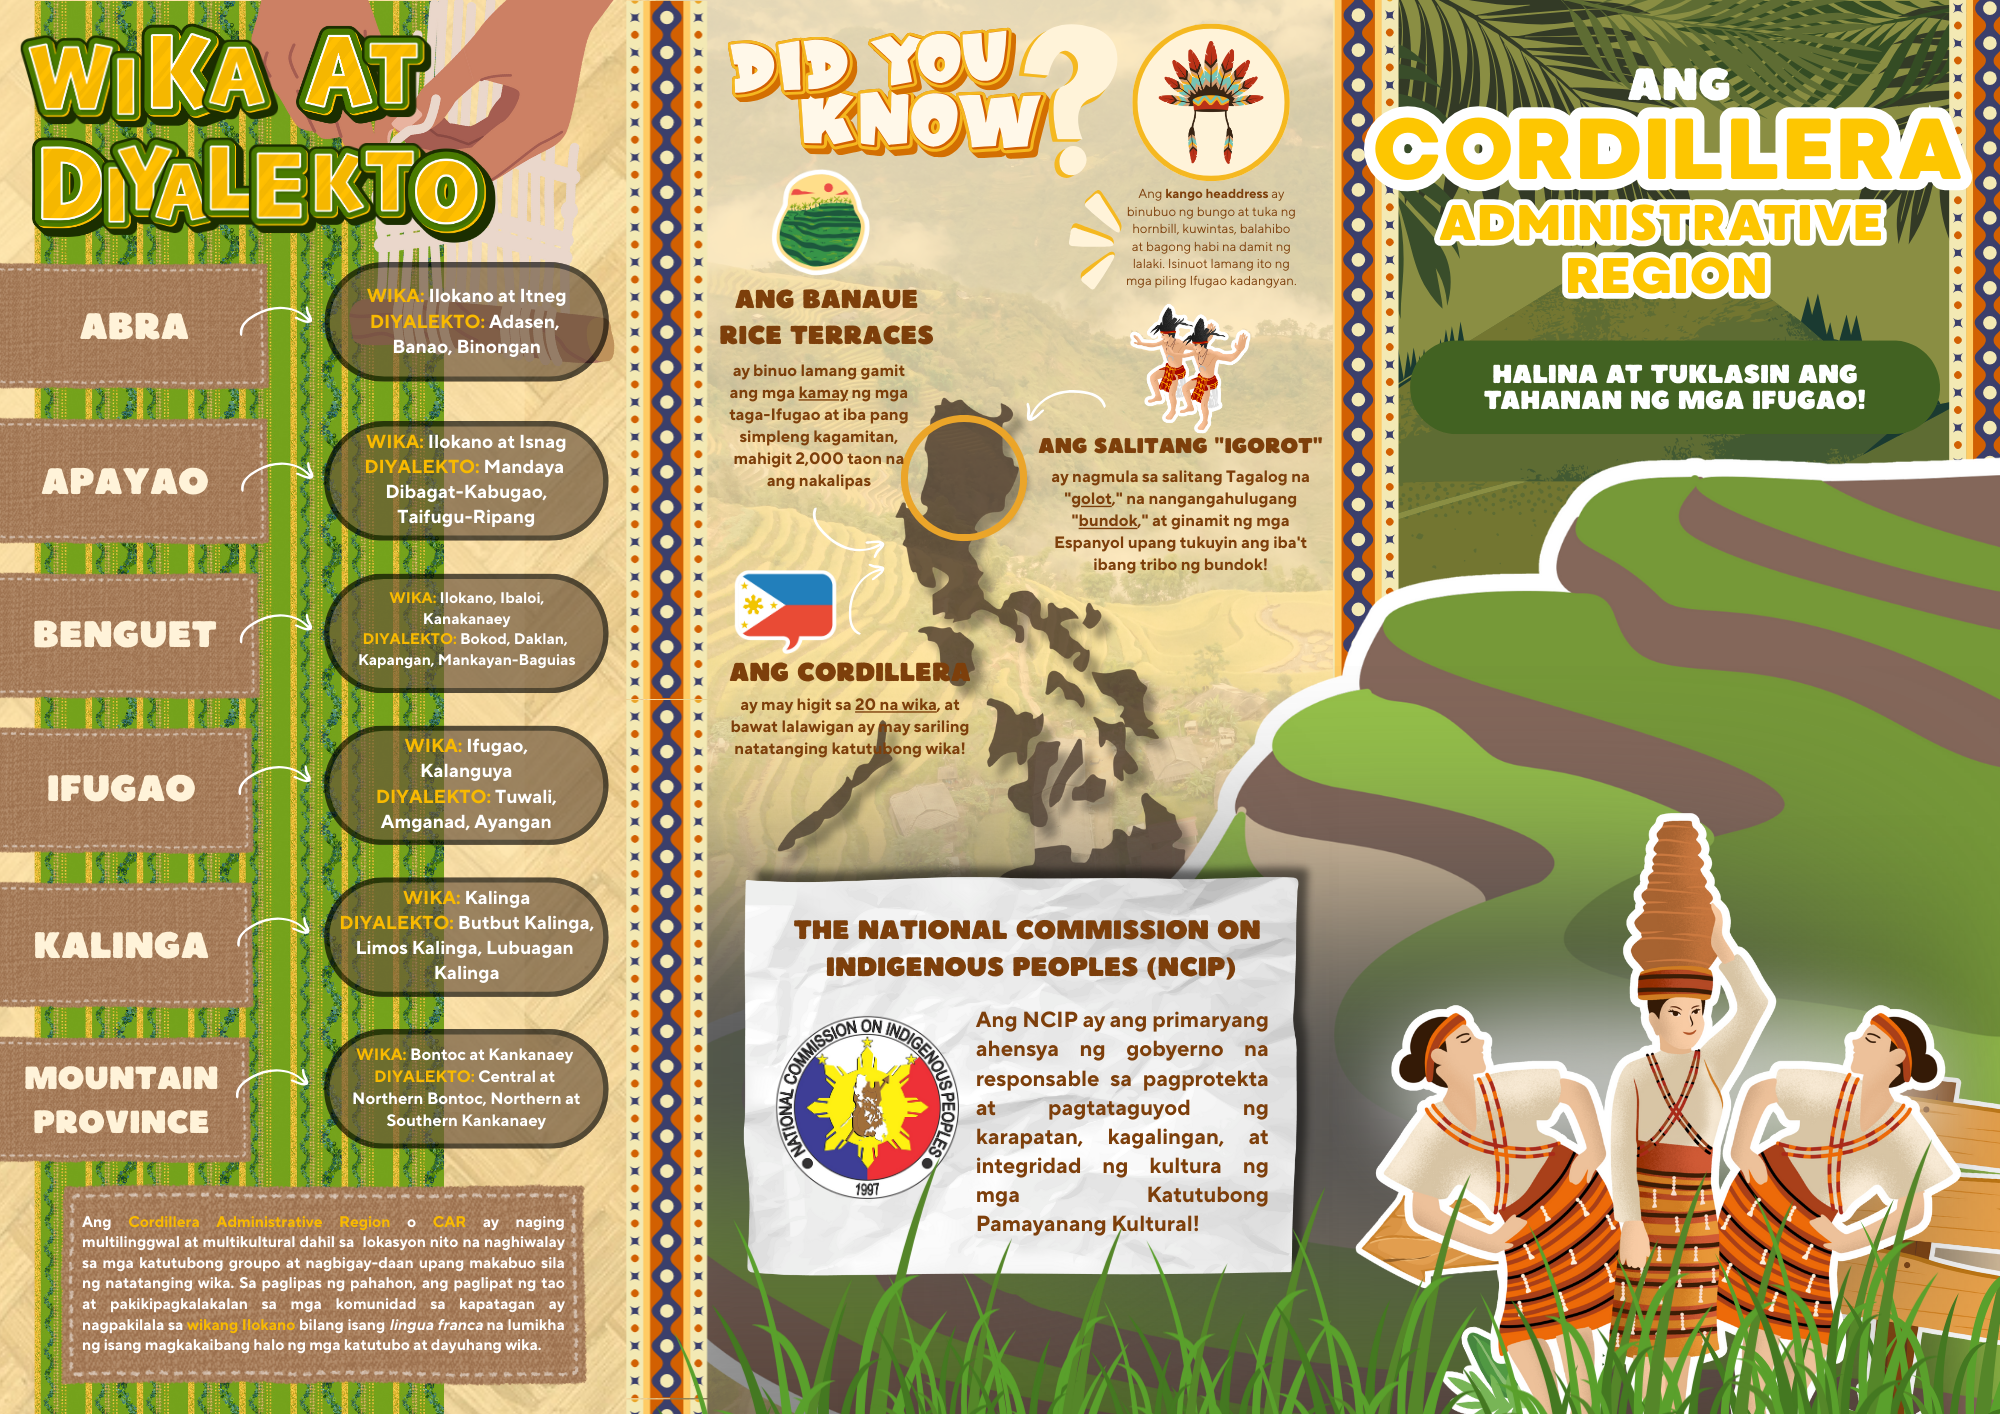 WIKA AT
DIYALEKTO
ABRA
WIKA: Ilokano at Itneg
DIYALEKTO: Adasen,
Banao, Binongan
APAYAO
WIKA: Ilokano at Isnag
DIYALEKTO: Mandaya
Dibagat-Kabugao,
Taifugu-Ripang
BENGUET
WIKA: Ilokano, Ibaloi,
Kanakanaey
DIYALEKTO: Bokod, Daklan,
Kapangan, Mankayan-Baguias
IFUGAO
WIKA: Ifugao,
Kalanguya
DIYALEKTO: Tuwali,
Amganad, Ayangan
KALINGA
WIKA: Kalinga
DIYALEKTO: Butbut Kalinga,
Limos Kalinga, Lubuagan
Kalinga
MOUNTAIN
PROVINCE
WIKA: Bontoc at Kankanaey
DIYALEKTO: Central at
Northern Bontoc, Northern at
Southern Kankanaey
Ang Cordillera Administrative Region o CAR ay naging
multilinggwal at multikultural dahil sa lokasyon nito na naghiwalay
sa mga katutubong groupo at nagbigay-daan upang makabuo sila
ng natatanging wika. Sa paglipas ng pahahon, ang paglipat ng tao
at pakikipagkalakalan sa mga komunidad sa kapatagan ay
nagpakilala sa wikang Ilokano bilang isang lingua franca na lumikha
ng isang magkakaibang halo ng mga katutubo at dayuhang wika.
DID YOU
KNOW?
Ang kango headdress ay
binubuo ng bungo at tuka ng
hornbill, kuwintas, balahibo
at bagong habi na damit ng
lalaki. Isinuot lamang ito ng
mga piling Ifugao kadangyan.
ANG BANAUE
RICE TERRACES
ay binuo lamang gamit
ang mga kamay ng mga
taga-Ifugao at iba pang
simpleng kagamitan,
mahigit 2,000 taon na
ang nakalipas
ANG SALITANG "IGOROT"
ay nagmula sa salitang Tagalog na
"golot," na nangangahulugang
"bundok," at ginamit ng mga
Espanyol upang tukuyin ang iba't
ibang tribo ng bundok!
ANG CORDILLERA
ay may higit sa 20 na wika, at
bawat lalawigan ay may sariling
natatanging katutubong wika!
THE NATIONAL COMMISSION ON
INDIGENOUS PEOPLES (NCIP)
NATIONAL COMMISSION ON INDIGENOUS PEOPLES
1997
Ang NCIP ay ang primaryang
ahensya ng gobyerno na
responsable sa pagprotekta
at pagtataguyod ng
karapatan, kagalingan, at
integridad ng kultura ng
mga Katutubong
Pamayanang Kultural!
ANG
CORDILLERA
ADMINISTRATIVE
REGION
HALINA AT TUKLASIN ANG
TAHANAN NG MGA IFUGAO!